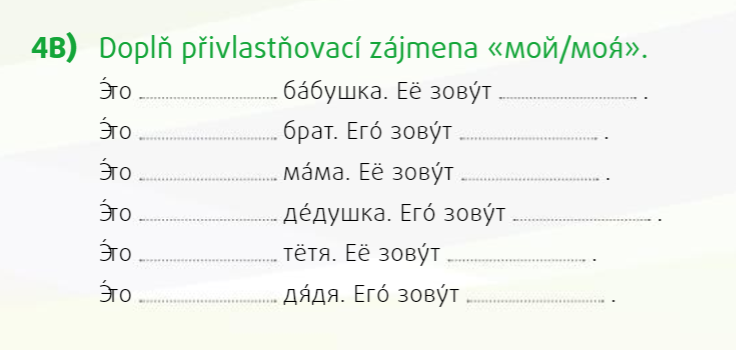 4B) Doplň přivlastňovací zájmena «мой/моя́».
Э́то ........................ ба́бушка. Её зову́т ........................ .
Э́то ........................ брат. Его́ зову́т ........................ .
Э́то ........................ ма́ма. Её зову́т ........................ .
Э́то ........................ де́душка. Его́ зову́т ........................ .
Э́то ........................ тётя. Её зову́т ........................ .
Э́то ........................ дя́дя. Его́ зову́т ........................ .